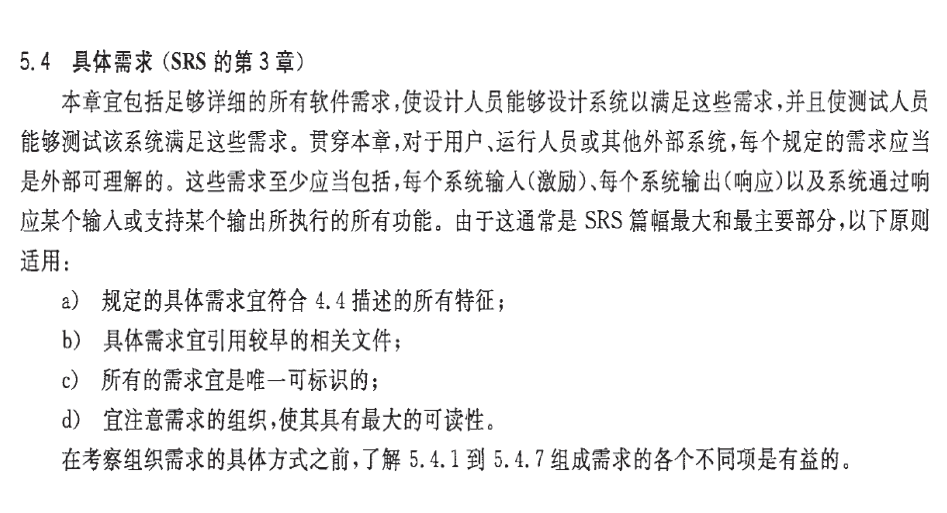 5.4 具体需求(SRS 的第 3 章)
本章宜包括足够详细的所有软件需求,使设计人员能够设计系统以满足这些需求,并且使测试人员
能够测试该系统满足这些需求。贯穿本章,对于用户、运行人员或其他外部系统,每个规定的需求应当
是外部可理解的。这些需求至少应当包括,每个系统输入(激励)、每个系统输出(响应)以及系统通过响
应某个输入或支持某个输出所执行的所有功能。由于这通常是 SRS 篇幅最大和最主要部分,以下原则
适用:
a) 规定的具体需求宜符合 4.4 描述的所有特征;
b) 具体需求宜引用较早的相关文件;
c) 所有的需求宜是唯一可标识的;
d) 宜注意需求的组织,使其具有最大的可读性。
在考察组织需求的具体方式之前,了解 5.4.1 到 5.4.7 组成需求的各个不同项是有益的。